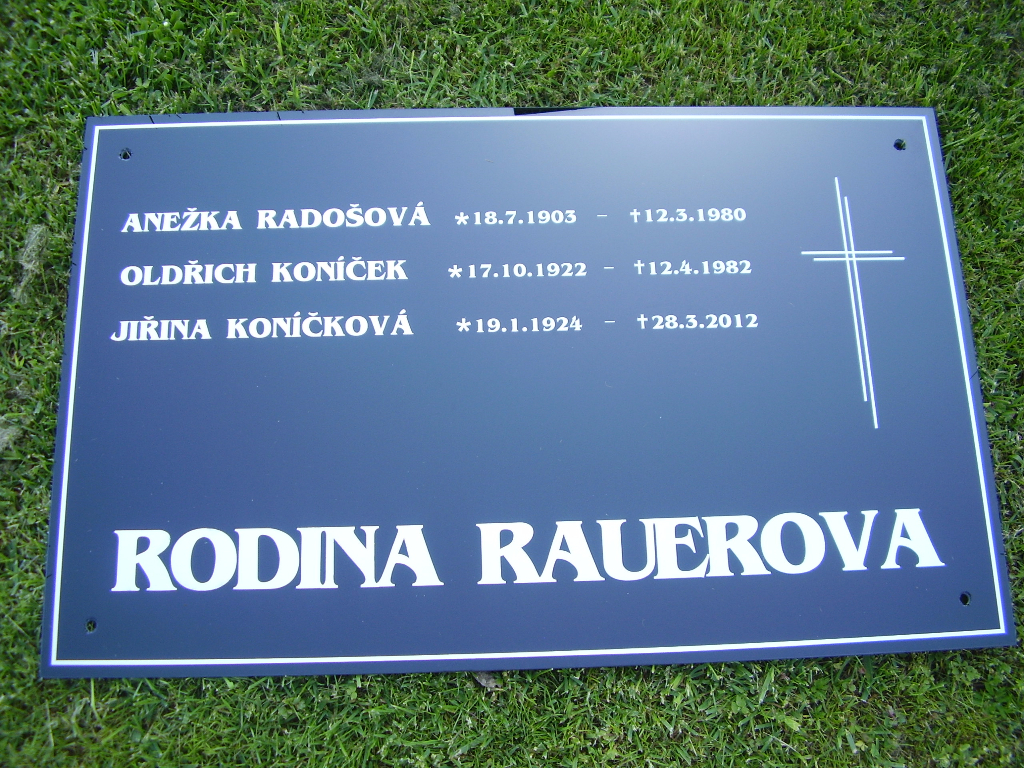 ANEŽKA RADOŠOVÁ *18.7.1903 - †12.3.1980
OLDŘICH KONÍČEK *17.10.1922 - †12.4.1982
JIŘINA KONÍČKOVÁ *19.1.1924 - †28.3.2012
RODINA RAUEROVA